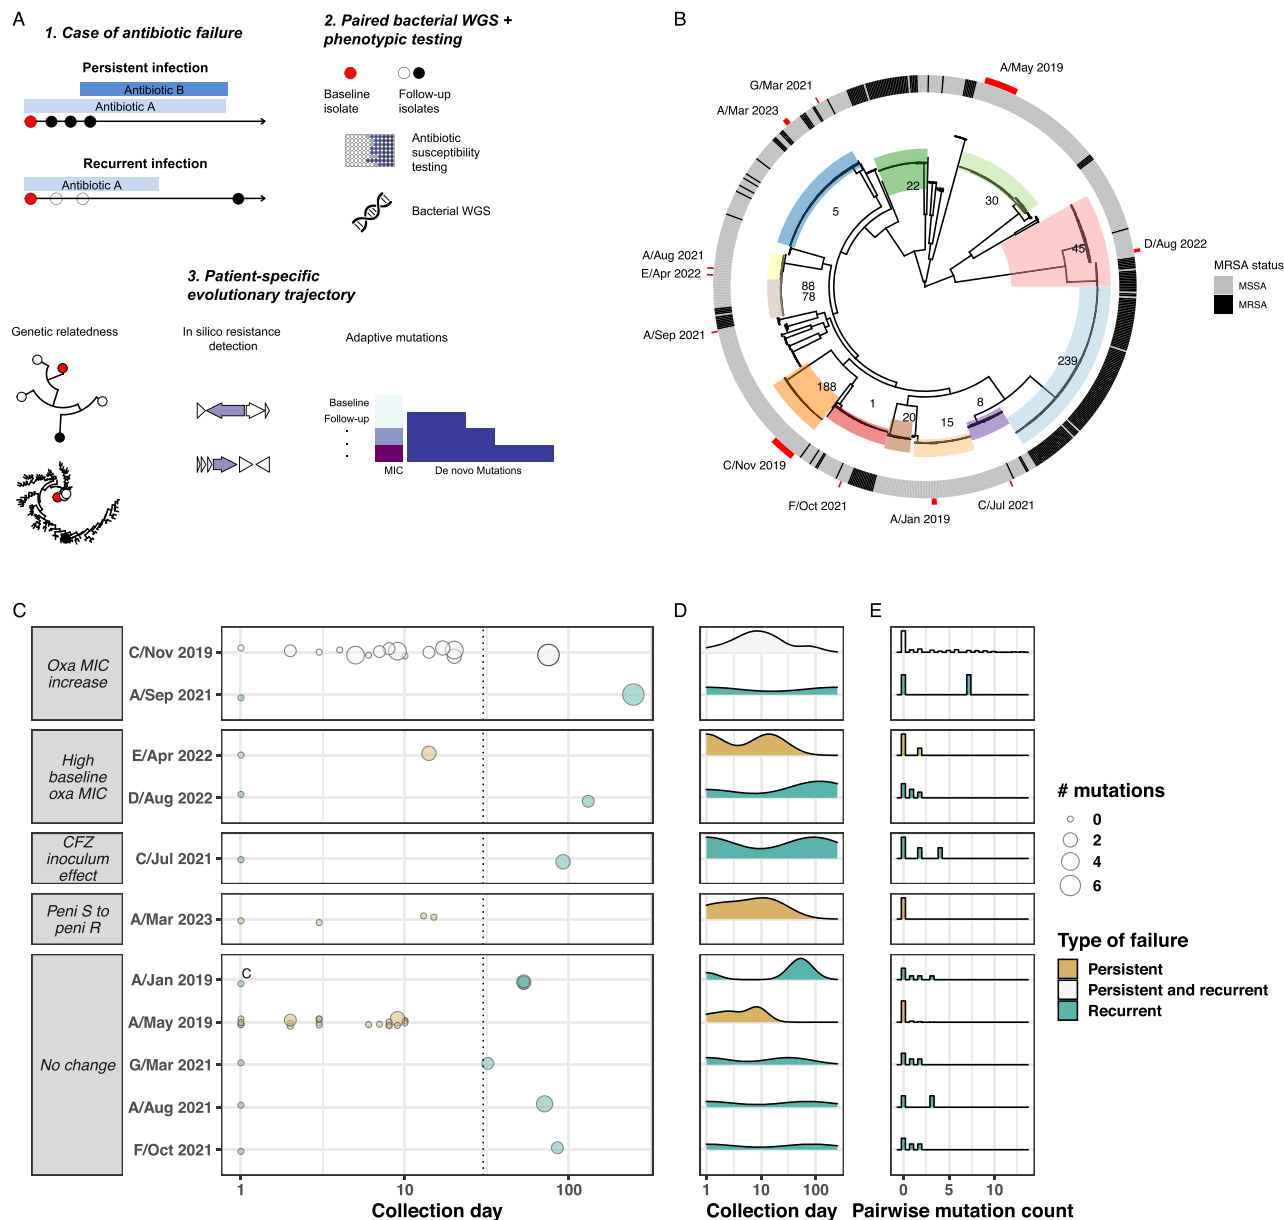 A
1. Case of antibiotic failure
Persistent infection
Antibiotic B
Antibiotic A
Recurrent infection
Antibiotic A
2. Paired bacterial WGS +
phenotypic testing
Baseline
isolate
Follow-up
isolates
Antibiotic
susceptibility
testing
Bacterial WGS
3. Patient-specific
evolutionary trajectory
Genetic relatedness
In silico resistance
detection
Adaptive mutations
Baseline
Follow-up
MIC
De novo Mutations
B
A/May 2019
G/Mar 2021
A/Mar 2023
D/Aug 2022
A/Aug 2021
E/Apr 2022
A/Sep 2021
C/Nov 2019
F/Oct 2021
A/Jan 2019
C/Jul 2021
22
30
5
45
88
78
239
188
1
20
15
8
MRSA status
MSSA
MRSA
C
Oxa MIC
increase
C/Nov 2019
A/Sep 2021
High
baseline
oxa MIC
E/Apr 2022
D/Aug 2022
CFZ
inoculum
effect
C/Jul 2021
Peni S to
peni R
A/Mar 2023
No change
A/Jan 2019
C
A/May 2019
G/Mar 2021
A/Aug 2021
F/Oct 2021
1
10
100
Collection day
D
1
10
100
Collection day
E
0
5
10
Pairwise mutation count
# mutations
0
2
4
6
Type of failure
Persistent
Persistent and recurrent
Recurrent